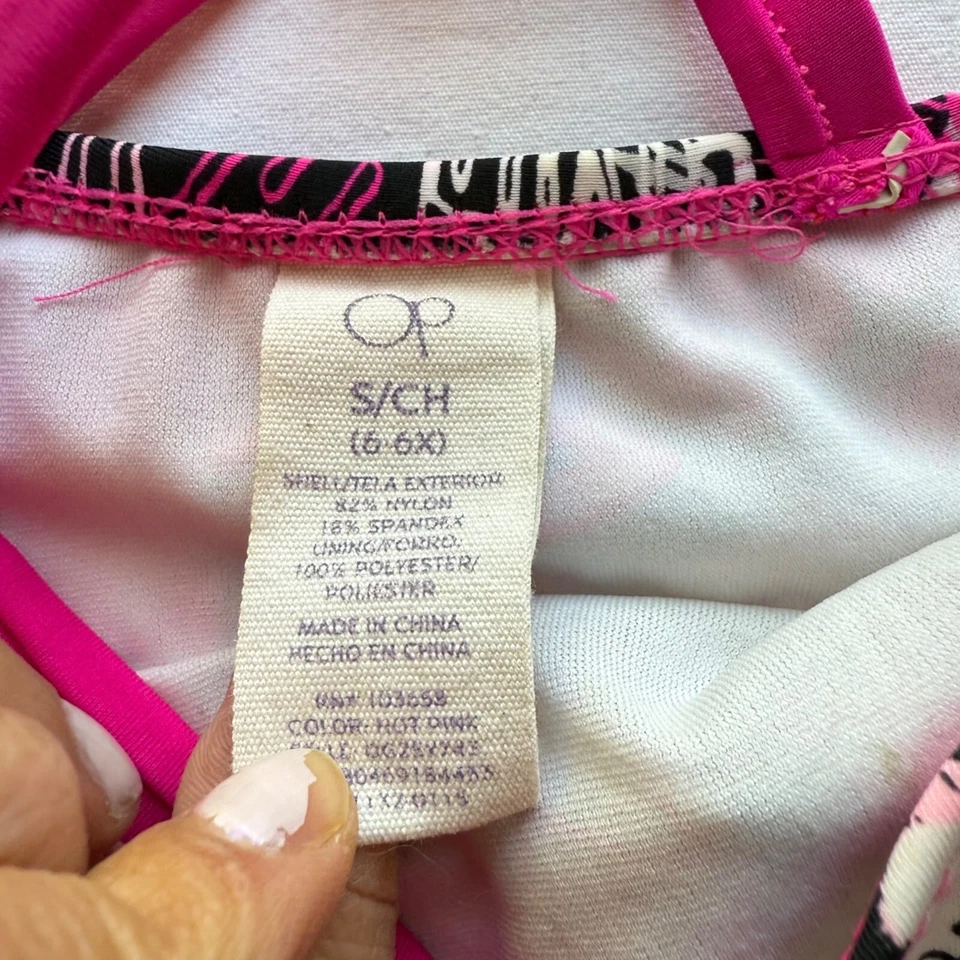 op
S/CH
(6-6X)
SHELL/TELA EXTERIOR:
82% NYLON
18% SPANDEX
LINING/FORRO:
100% POLYESTER/
POLIESTER
MADE IN CHINA
HECHO EN CHINA
COLOR: HOT PINK